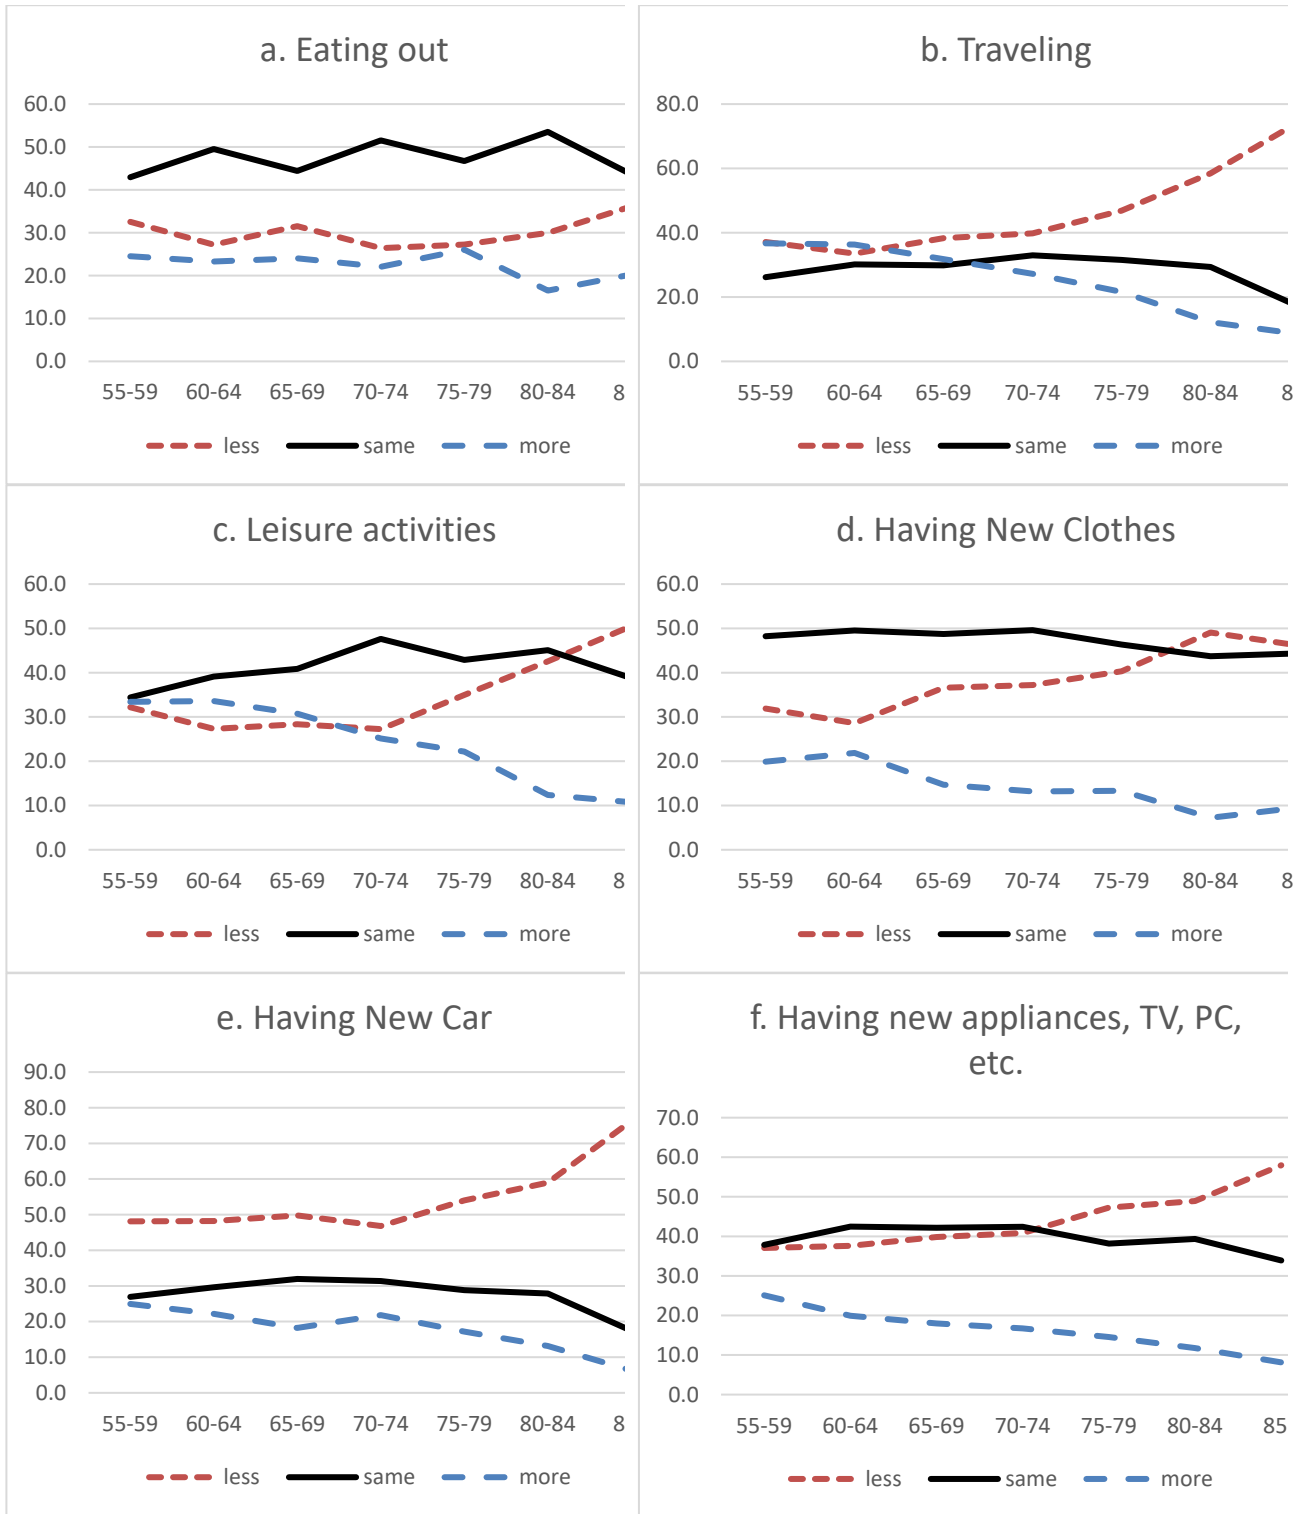 a. Eating out
60.0
50.0
40.0
30.0
20.0
10.0
0.0
55-59 60-64 65-69 70-74 75-79 80-84 8
less same more
b. Traveling
80.0
60.0
40.0
20.0
0.0
55-59 60-64 65-69 70-74 75-79 80-84 8
less same more
c. Leisure activities
60.0
50.0
40.0
30.0
20.0
10.0
0.0
55-59 60-64 65-69 70-74 75-79 80-84 8
less same more
d. Having New Clothes
60.0
50.0
40.0
30.0
20.0
10.0
0.0
55-59 60-64 65-69 70-74 75-79 80-84 8
less same more
e. Having New Car
90.0
80.0
70.0
60.0
50.0
40.0
30.0
20.0
10.0
0.0
55-59 60-64 65-69 70-74 75-79 80-84 8
less same more
f. Having new appliances, TV, PC,
etc.
70.0
60.0
50.0
40.0
30.0
20.0
10.0
0.0
55-59 60-64 65-69 70-74 75-79 80-84 85
less same more